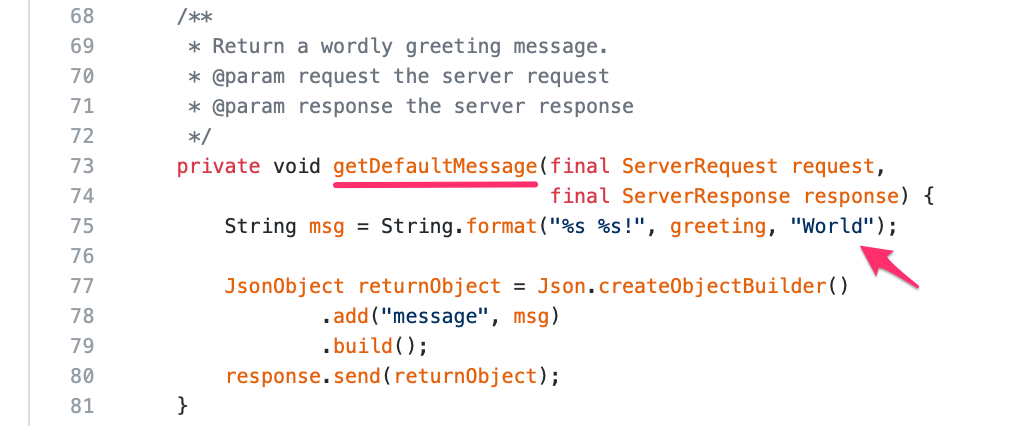 68 /**
69 * Return a wordly greeting message.
70 * @param request the server request
71 * @param response the server response
72 */
73 private void getDefaultMessage(final ServerRequest request,
74 final ServerResponse response) {
75 String msg = String.format("%s %s!", greeting, "World");
76
77 JsonObject returnObject = Json.createObjectBuilder()
78 .add("message", msg)
79 .build();
80 response.send(returnObject);
81 }